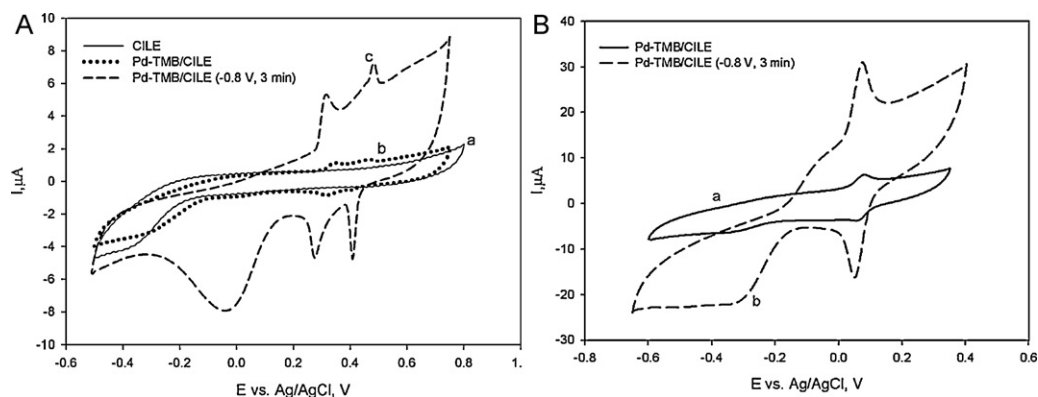 A
CILE
Pd-TMB/CILE
Pd-TMB/CILE (-0.8 V, 3 min)
c
b
a
I,μA
10
8
6
4
2
0
-2
-4
-6
-8
-10
-0.6 -0.4 -0.2 0.0 0.2 0.4 0.6 0.8 1.
E vs. Ag/AgCl, V
B
Pd-TMB/CILE
Pd-TMB/CILE (-0.8 V, 3 min)
a
b
I,μA
40
30
20
10
0
-10
-20
-30
-0.8 -0.6 -0.4 -0.2 0.0 0.2 0.4 0.6
E vs. Ag/AgCl, V